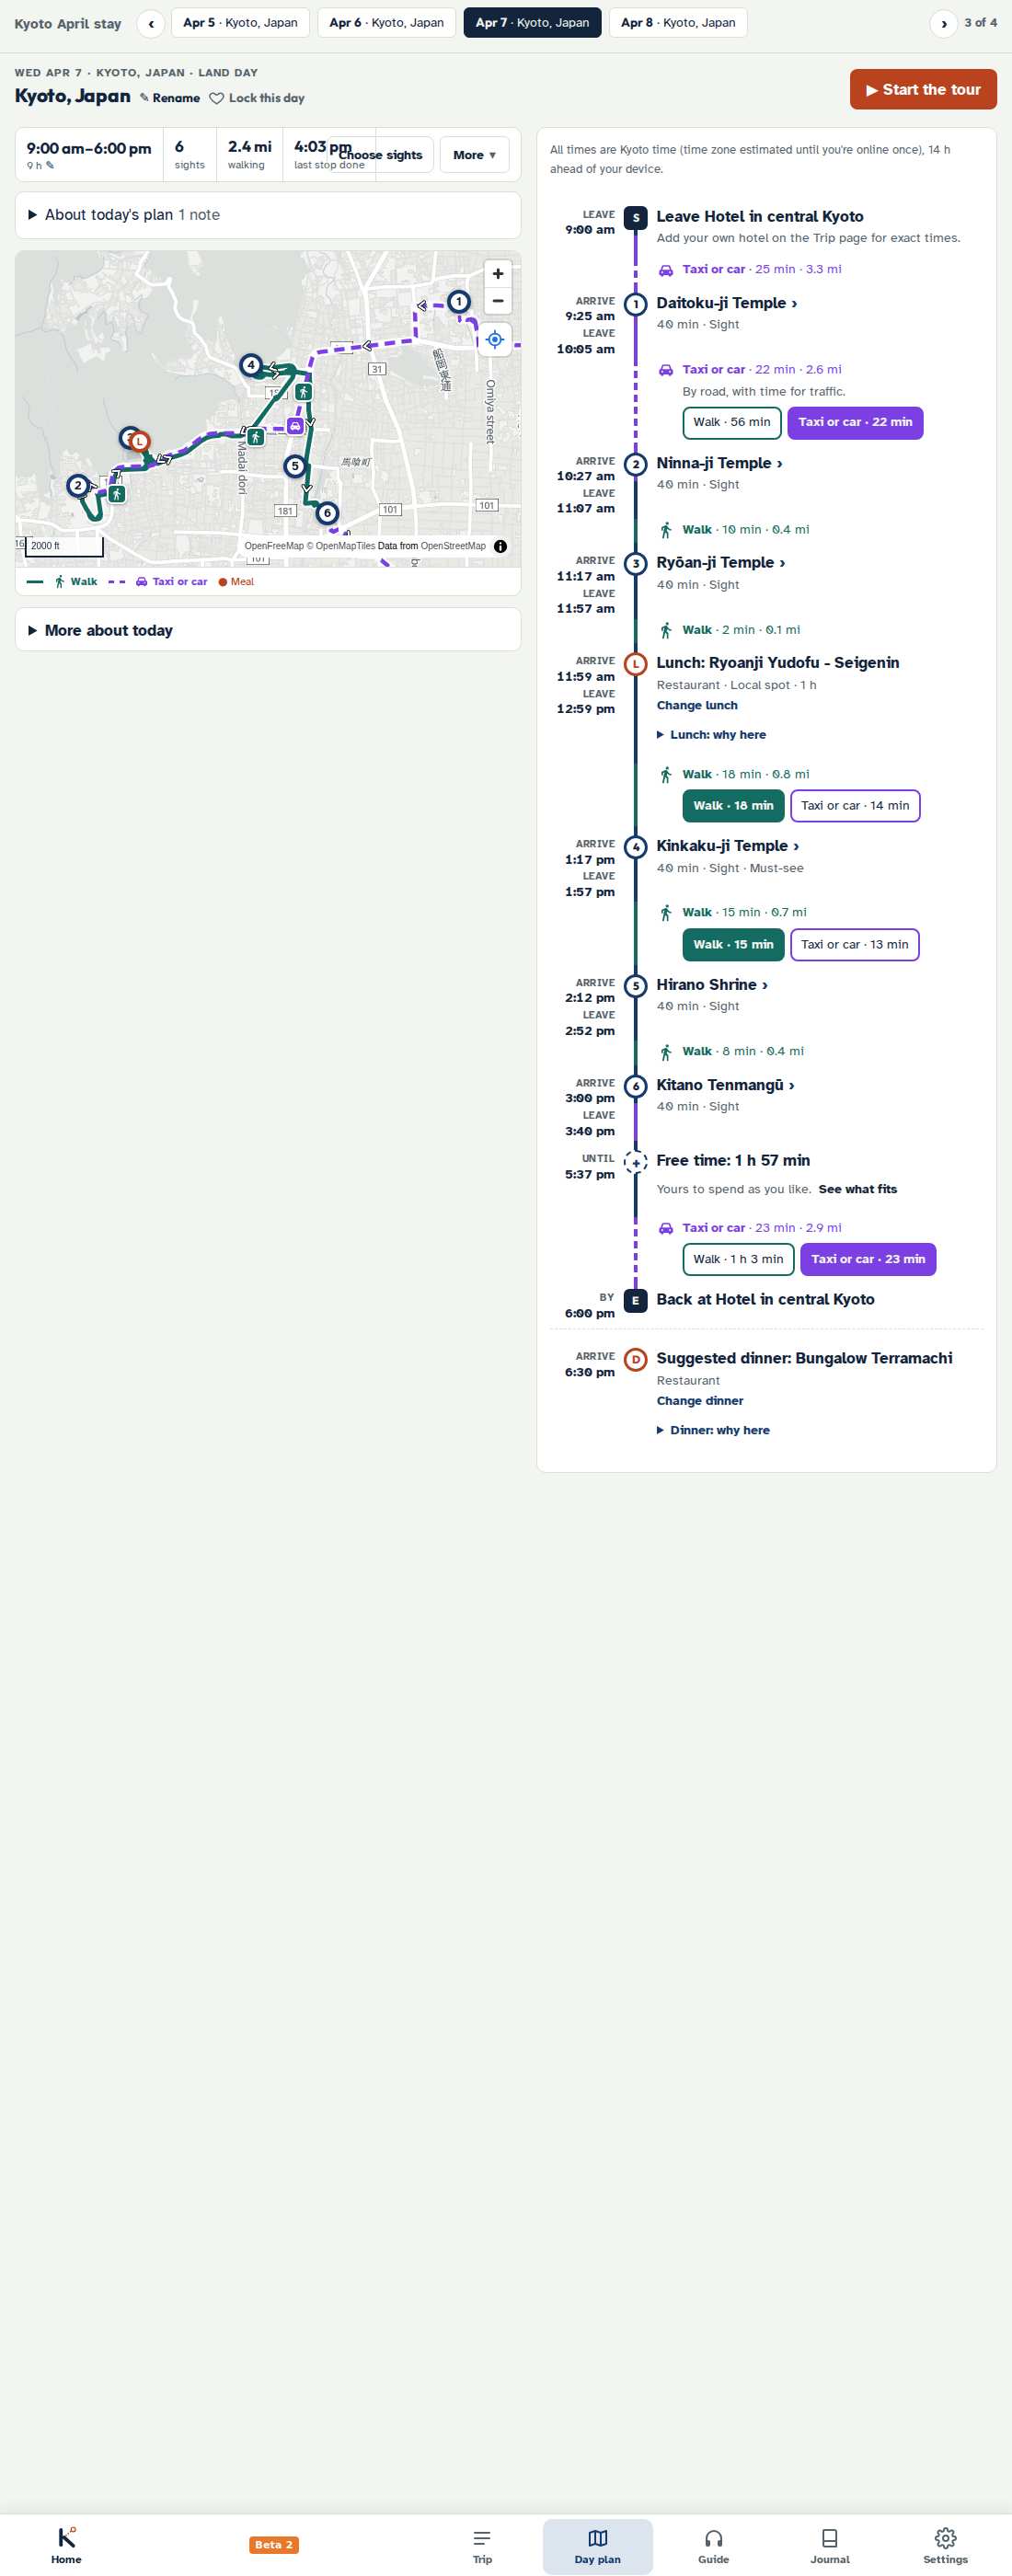 Kyoto April stay
‹
Apr 5 · Kyoto, Japan
Apr 6 · Kyoto, Japan
Apr 7 · Kyoto, Japan
Apr 8 · Kyoto, Japan
›
3 of 4
WED APR 7 · KYOTO, JAPAN · LAND DAY
Kyoto, Japan ✎ Rename Lock this day
▶ Start the tour
9:00 am–6:00 pm
9 h ✎
6
sights
2.4 mi
walking
4:03 pm
last stop done
Choose sights
More ▼
▶ About today's plan 1 note
1
4
31
Omiya street
L
Madai dori
5
馬喰町
2
181
6
101
101
2000 ft
OpenFreeMap © OpenMapTiles Data from OpenStreetMap
Walk
Taxi or car
Meal
▶ More about today
All times are Kyoto time (time zone estimated until you're online once), 14 h
ahead of your device.
LEAVE
9:00 am
S
Leave Hotel in central Kyoto
Add your own hotel on the Trip page for exact times.
Taxi or car · 25 min · 3.3 mi
ARRIVE
9:25 am
LEAVE
10:05 am
1
Daitoku-ji Temple ›
40 min · Sight
Taxi or car · 22 min · 2.6 mi
By road, with time for traffic.
Walk · 56 min
Taxi or car · 22 min
ARRIVE
10:27 am
LEAVE
11:07 am
2
Ninna-ji Temple ›
40 min · Sight
Walk · 10 min · 0.4 mi
ARRIVE
11:17 am
LEAVE
11:57 am
3
Ryōan-ji Temple ›
40 min · Sight
Walk · 2 min · 0.1 mi
ARRIVE
11:59 am
LEAVE
12:59 pm
L
Lunch: Ryoanji Yudofu - Seigenin
Restaurant · Local spot · 1 h
Change lunch
▶ Lunch: why here
Walk · 18 min · 0.8 mi
Walk · 18 min
Taxi or car · 14 min
ARRIVE
1:17 pm
LEAVE
1:57 pm
4
Kinkaku-ji Temple ›
40 min · Sight · Must-see
Walk · 15 min · 0.7 mi
Walk · 15 min
Taxi or car · 13 min
ARRIVE
2:12 pm
LEAVE
2:52 pm
5
Hirano Shrine ›
40 min · Sight
Walk · 8 min · 0.4 mi
ARRIVE
3:00 pm
LEAVE
3:40 pm
6
Kitano Tenmangū ›
40 min · Sight
UNTIL
5:37 pm
+
Free time: 1 h 57 min
Yours to spend as you like. See what fits
Taxi or car · 23 min · 2.9 mi
Walk · 1 h 3 min
Taxi or car · 23 min
BY
6:00 pm
E
Back at Hotel in central Kyoto
ARRIVE
6:30 pm
D
Suggested dinner: Bungalow Terramachi
Restaurant
Change dinner
▶ Dinner: why here
Home
Beta 2
Trip
Day plan
Guide
Journal
Settings